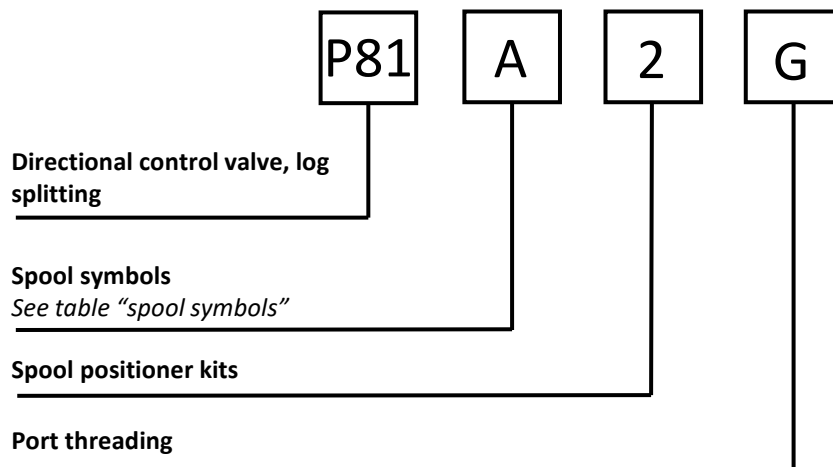 P81 A 2 G
Directional control valve, log
splitting
Spool symbols
See table “spool symbols”
Spool positioner kits
Port threading